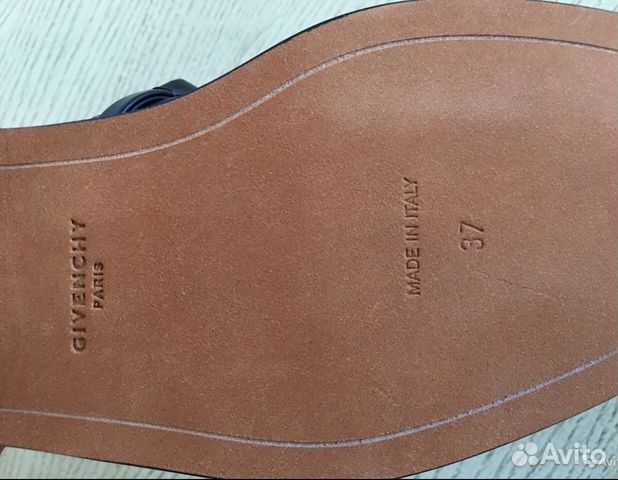 GIVENCHY
PARIS
MADE IN ITALY
37
Avito